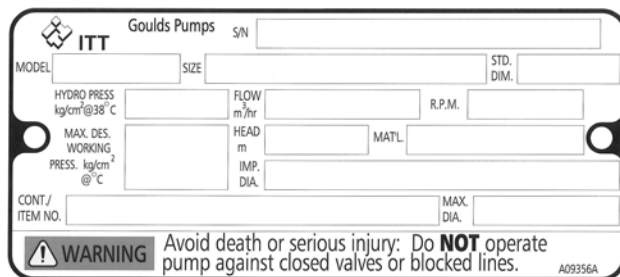 ITT Goulds Pumps S/N
MODEL SIZE STD. DIM.
HYDRO PRESS kg/cm²@38°C FLOW m³/hr R.P.M.
MAX. DES. WORKING PRESS. kg/cm² @°C HEAD m MAT'L.
IMP. DIA.
CONT./ ITEM NO. MAX. DIA.
WARNING
Avoid death or serious injury: Do NOT operate
pump against closed valves or blocked lines.
A09356A